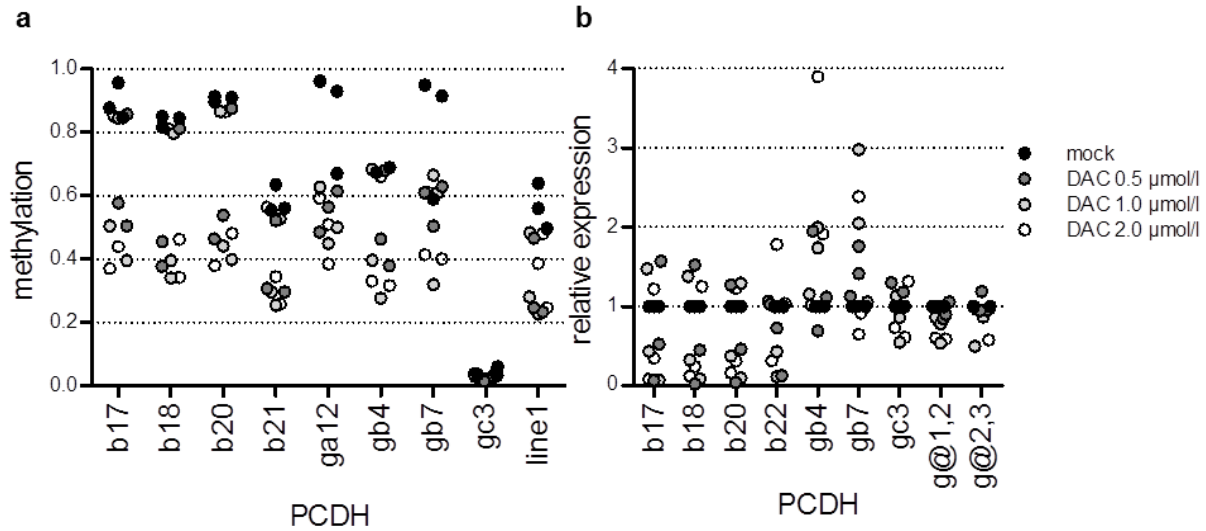 a
b
methylation
1.0
0.8
0.6
0.4
0.2
0.0
b17
b18
b20
b21
ga12
gb4
gb7
gc3
line1
PCDH
relative expression
4
3
2
1
0
b17
b18
b20
b22
gb4
gb7
gc3
g@1,2
g@2,3
PCDH
mock
DAC 0.5 µmol/l
DAC 1.0 µmol/l
DAC 2.0 µmol/l